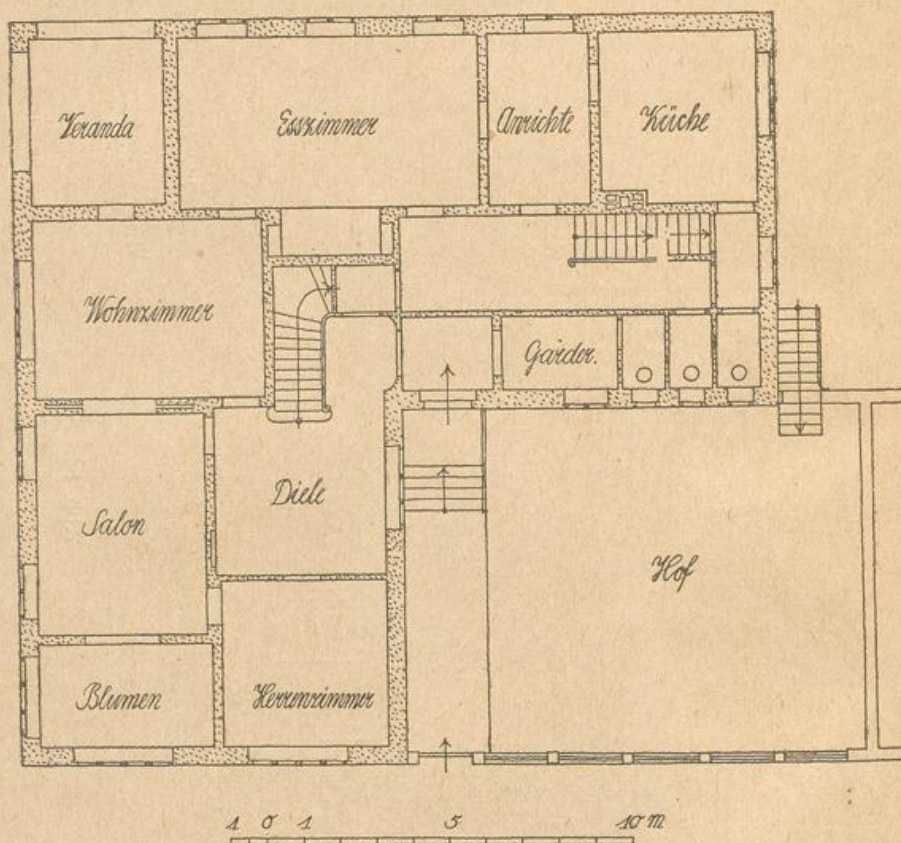 Veranda
Esszimmer
Anrichte
Küche
Wohnzimmer
Garder.
Salon
Diele
Hof
Blumen
Herrenzimmer
1 0 1 5 10 m